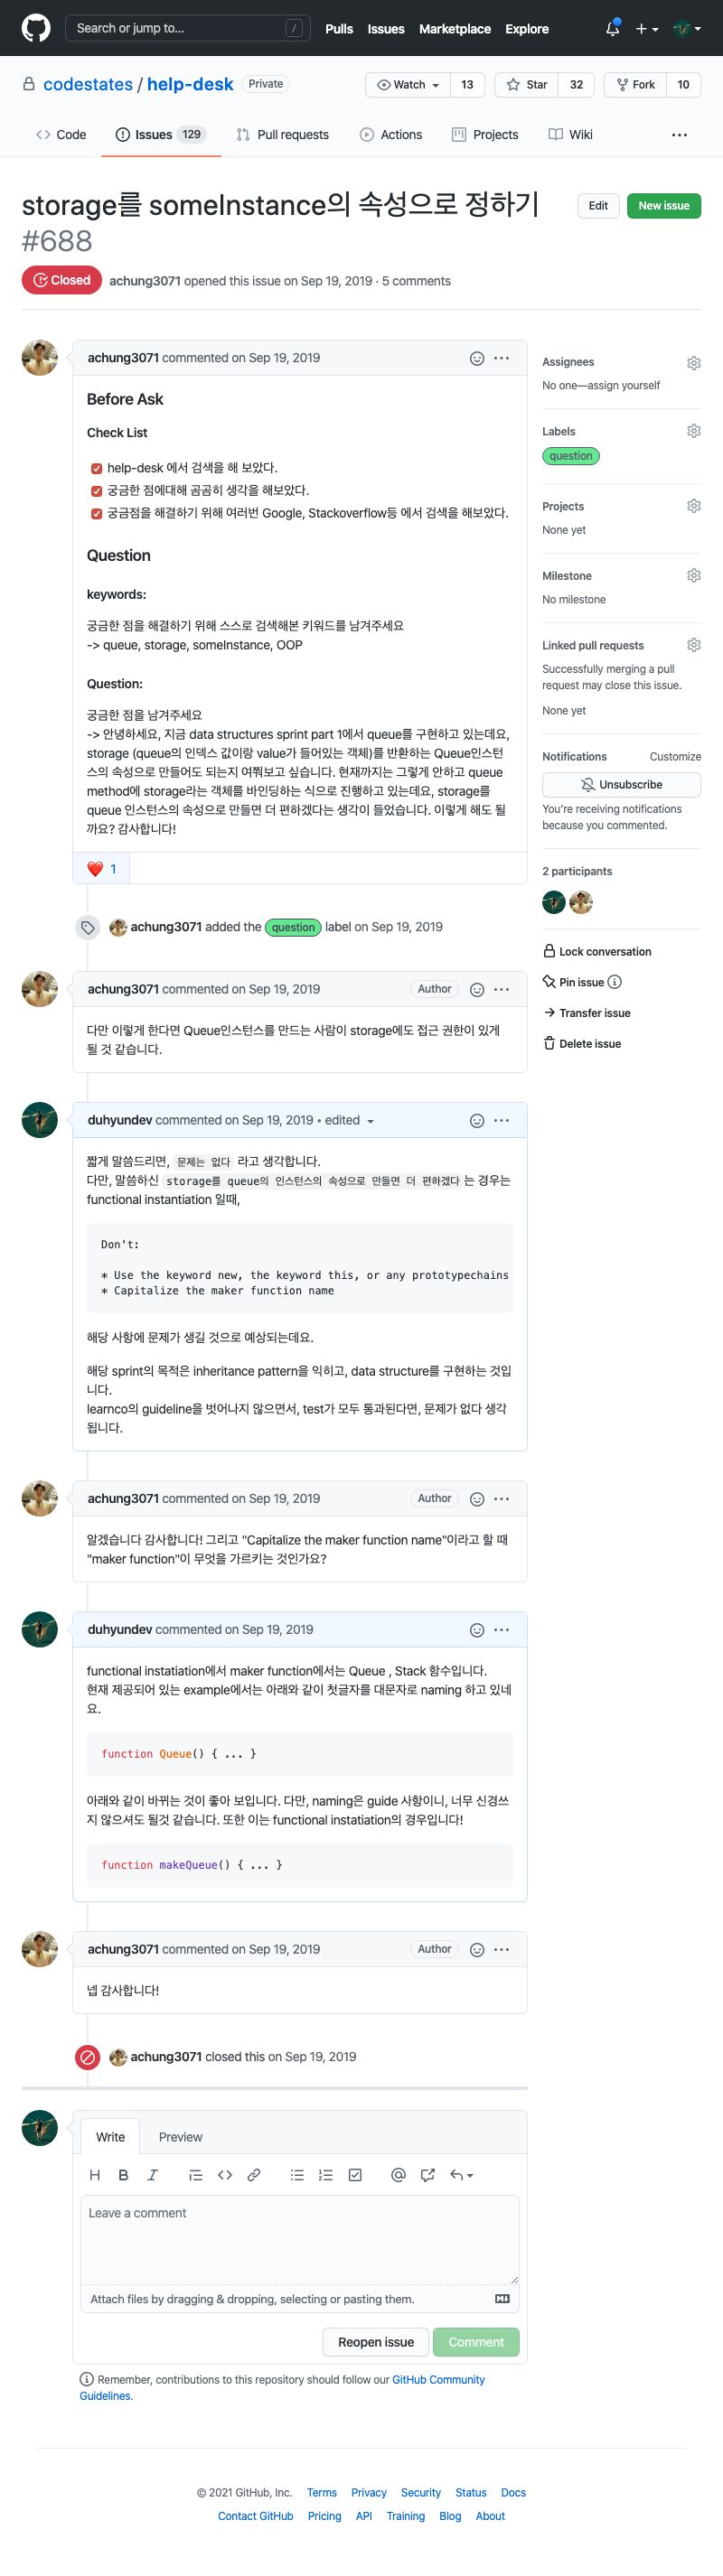 Search or jump to...
/
Pulls Issues Marketplace Explore
codestates / help-desk Private
Watch 13 Star 32 Fork 10
Code Issues 129 Pull requests Actions Projects Wiki
storage를 someInstance의 속성으로 정하기
#688
Edit New issue
Closed achung3071 opened this issue on Sep 19, 2019 · 5 comments
achung3071 commented on Sep 19, 2019
Before Ask
Check List
help-desk 에서 검색을 해 보았다.
궁금한 점에대해 곰곰히 생각을 해보았다.
궁금점을 해결하기 위해 여러번 Google, Stackoverflow등 에서 검색을 해보았다.
Question
keywords:
궁금한 점을 해결하기 위해 스스로 검색해본 키워드를 남겨주세요
-> queue, storage, someInstance, OOP
Question:
궁금한 점을 남겨주세요
-> 안녕하세요, 지금 data structures sprint part 1에서 queue를 구현하고 있는데요,
storage (queue의 인덱스 값이랑 value가 들어있는 객체)를 반환하는 Queue인스턴
스의 속성으로 만들어도 되는지 여쭤보고 싶습니다. 현재까지는 그렇게 안하고 queue
method에 storage라는 객체를 바인딩하는 식으로 진행하고 있는데요, storage를
queue 인스턴스의 속성으로 만들면 더 편하겠다는 생각이 들었습니다. 이렇게 해도 될
까요? 감사합니다!
❤️ 1
achung3071 added the question label on Sep 19, 2019
achung3071 commented on Sep 19, 2019 Author
다만 이렇게 한다면 Queue인스턴스를 만드는 사람이 storage에도 접근 권한이 있게
될 것 같습니다.
duhyundev commented on Sep 19, 2019 • edited
짧게 말씀드리면, 문제는 없다 라고 생각합니다.
다만, 말씀하신 storage를 queue의 인스턴스의 속성으로 만들면 더 편하겠다 는 경우는
functional instantiation 일때,
Don't:
* Use the keyword new, the keyword this, or any prototypechains
* Capitalize the maker function name
해당 사항에 문제가 생길 것으로 예상되는데요.
해당 sprint의 목적은 inheritance pattern을 익히고, data structure를 구현하는 것입
니다.
learnco의 guideline을 벗어나지 않으면서, test가 모두 통과된다면, 문제가 없다 생각
됩니다.
achung3071 commented on Sep 19, 2019 Author
알겠습니다 감사합니다! 그리고 "Capitalize the maker function name"이라고 할 때
"maker function"이 무엇을 가르키는 것인가요?
duhyundev commented on Sep 19, 2019
functional instatiation에서 maker function에서는 Queue , Stack 함수입니다.
현재 제공되어 있는 example에서는 아래와 같이 첫글자를 대문자로 naming 하고 있네
요.
function Queue() { ... }
아래와 같이 바뀌는 것이 좋아 보입니다. 다만, naming은 guide 사항이니, 너무 신경쓰
지 않으셔도 될것 같습니다. 또한 이는 functional instatiation의 경우입니다!
function makeQueue() { ... }
achung3071 commented on Sep 19, 2019 Author
넵 감사합니다!
achung3071 closed this on Sep 19, 2019
Assignees
No one—assign yourself
Labels
question
Projects
None yet
Milestone
No milestone
Linked pull requests
Successfully merging a pull
request may close this issue.
None yet
Notifications Customize
Unsubscribe
You're receiving notifications
because you commented.
2 participants
Lock conversation
Pin issue
Transfer issue
Delete issue
Write Preview
Leave a comment
Attach files by dragging & dropping, selecting or pasting them.
Reopen issue Comment
Remember, contributions to this repository should follow our GitHub Community
Guidelines.
© 2021 GitHub, Inc. Terms Privacy Security Status Docs
Contact GitHub Pricing API Training Blog About